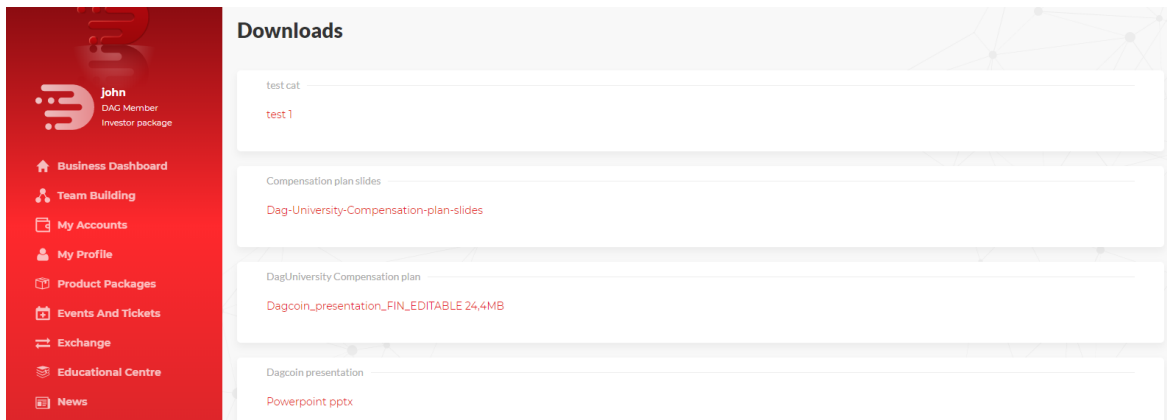 john
DAG Member
Investor package
Business Dashboard
Team Building
My Accounts
My Profile
Product Packages
Events And Tickets
Exchange
Educational Centre
News
Downloads
test cat
test 1
Compensation plan slides
Dag-University-Compensation-plan-slides
DagUniversity Compensation plan
Dagcoin_presentation_FIN_EDITABLE 24,4MB
Dagcoin presentation
Powerpoint pptx